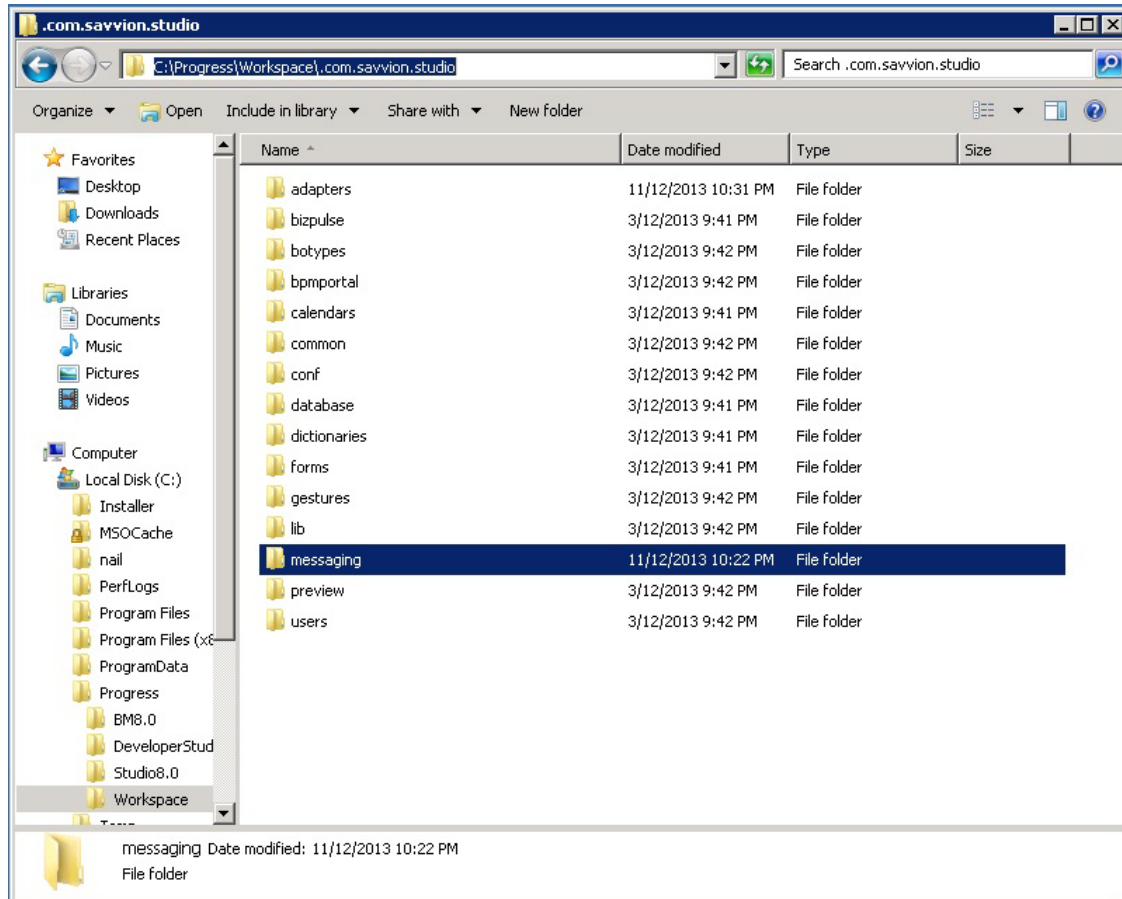 .com.savvion.studio
C:\Progress\Workspace\.com.savvion.studio
Search .com.savvion.studio
Organize Open Include in library Share with New folder
Favorites
Desktop
Downloads
Recent Places
Libraries
Documents
Music
Pictures
Videos
Computer
Local Disk (C:)
Installer
MSOCache
nail
PerfLogs
Program Files
Program Files (x8
ProgramData
Progress
BM8.0
DeveloperStud
Studio8.0
Workspace
Name Date modified Type Size
adapters 11/12/2013 10:31 PM File folder
bizpulse 3/12/2013 9:41 PM File folder
botypes 3/12/2013 9:42 PM File folder
bpmportal 3/12/2013 9:42 PM File folder
calendars 3/12/2013 9:41 PM File folder
common 3/12/2013 9:42 PM File folder
conf 3/12/2013 9:42 PM File folder
database 3/12/2013 9:41 PM File folder
dictionaries 3/12/2013 9:41 PM File folder
forms 3/12/2013 9:41 PM File folder
gestures 3/12/2013 9:42 PM File folder
lib 3/12/2013 9:42 PM File folder
messaging 11/12/2013 10:22 PM File folder
preview 3/12/2013 9:42 PM File folder
users 3/12/2013 9:42 PM File folder
messaging Date modified: 11/12/2013 10:22 PM
File folder